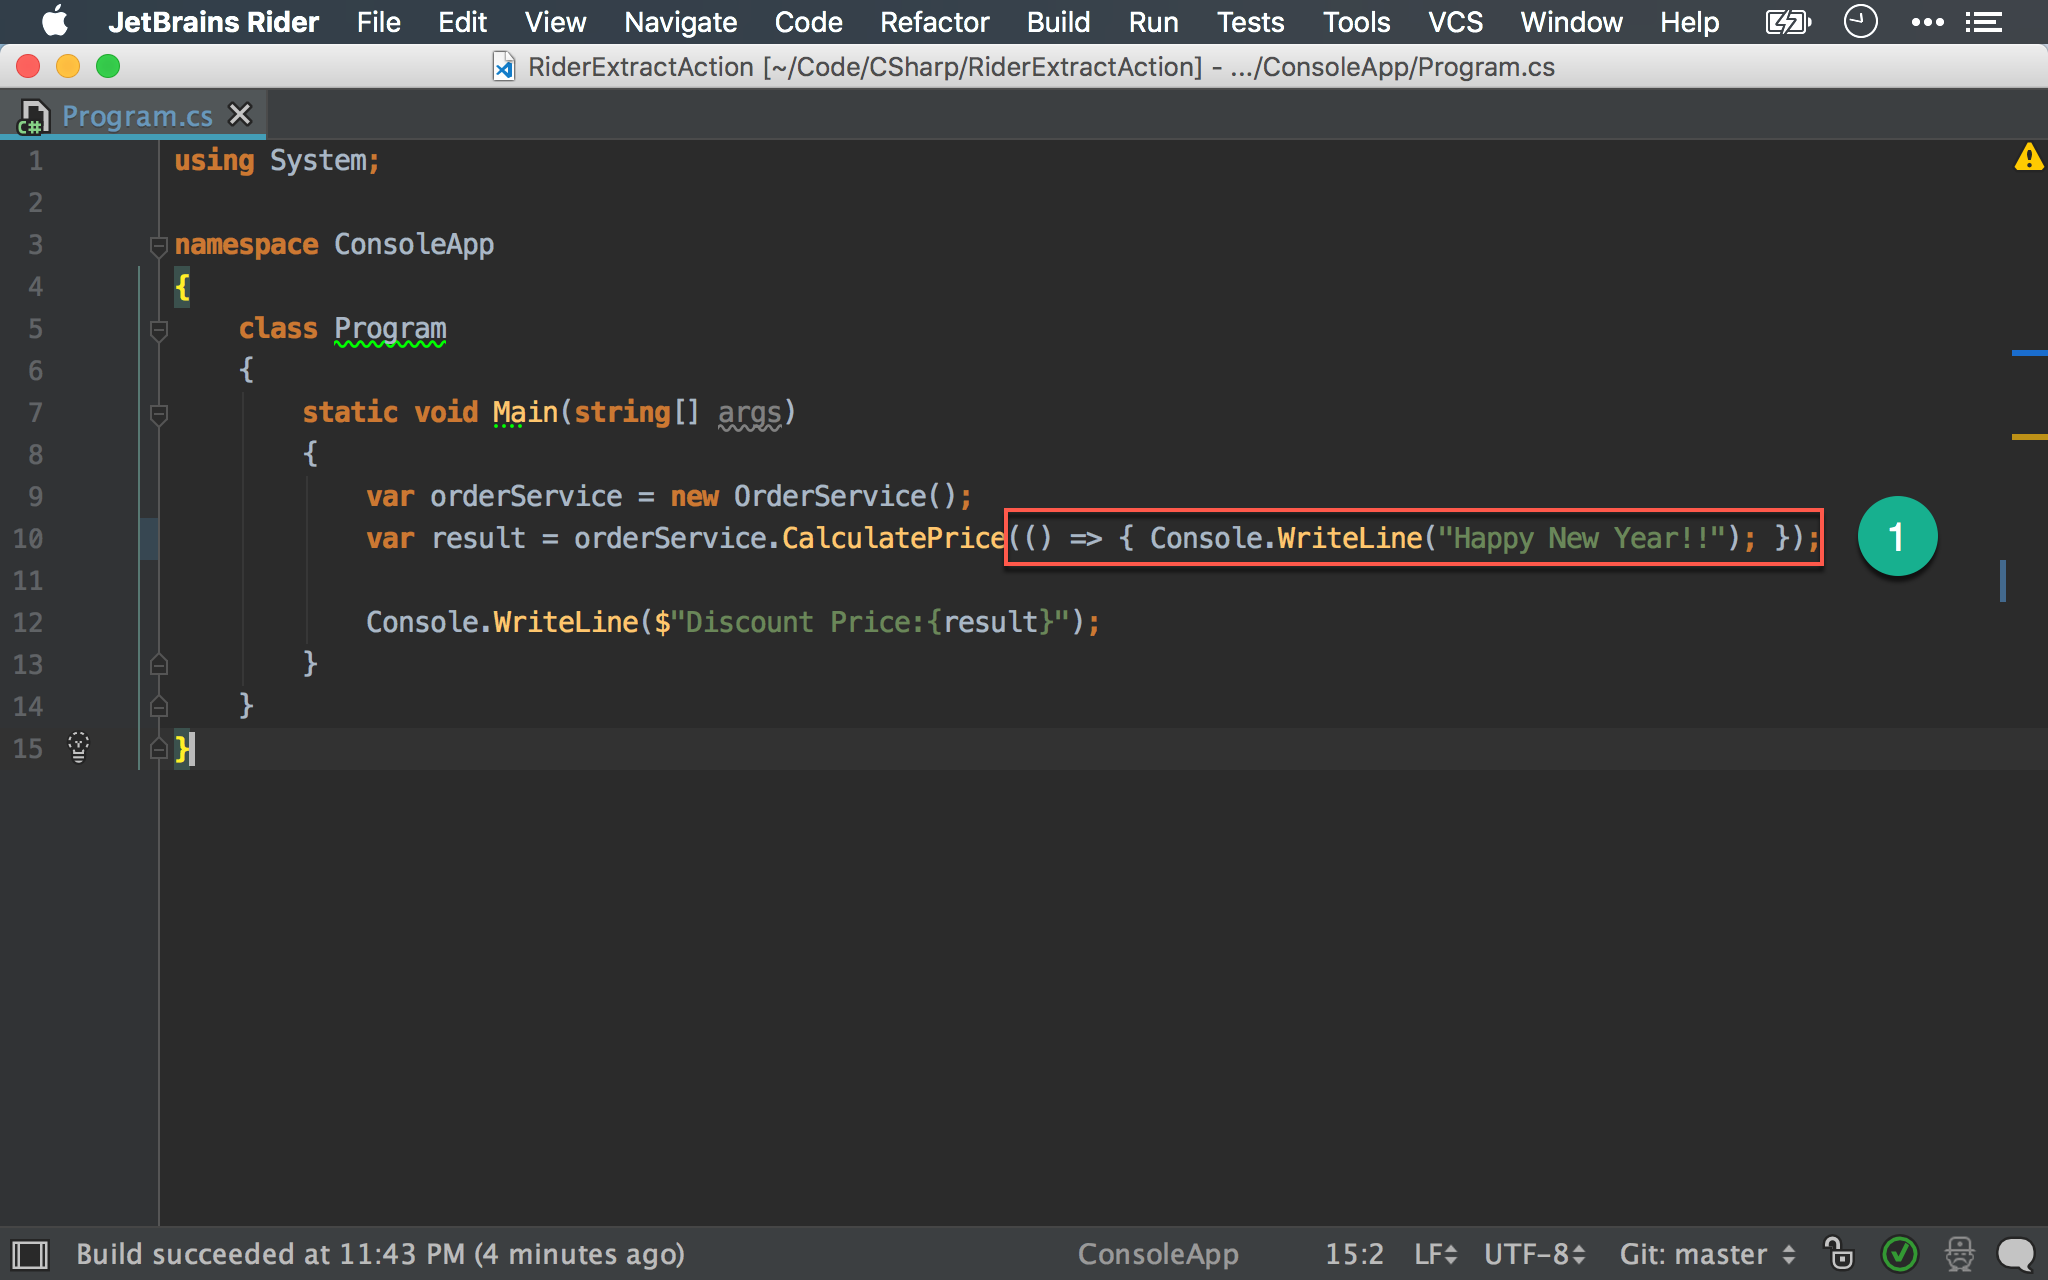 JetBrains Rider File Edit View Navigate Code Refactor Build Run Tests Tools VCS Window Help
RiderExtractAction [~/Code/CSharp/RiderExtractAction] - .../ConsoleApp/Program.cs
C# Program.cs
1 using System;
2
3 namespace ConsoleApp
4 {
5 class Program
6 {
7 static void Main(string[] args)
8 {
9 var orderService = new OrderService();
10 var result = orderService.CalculatePrice(() => { Console.WriteLine("Happy New Year!!"); }); 1
11
12 Console.WriteLine($"Discount Price:{result}");
13 }
14 }
15 }
Build succeeded at 11:43 PM (4 minutes ago) ConsoleApp 15:2 LF UTF-8 Git: master